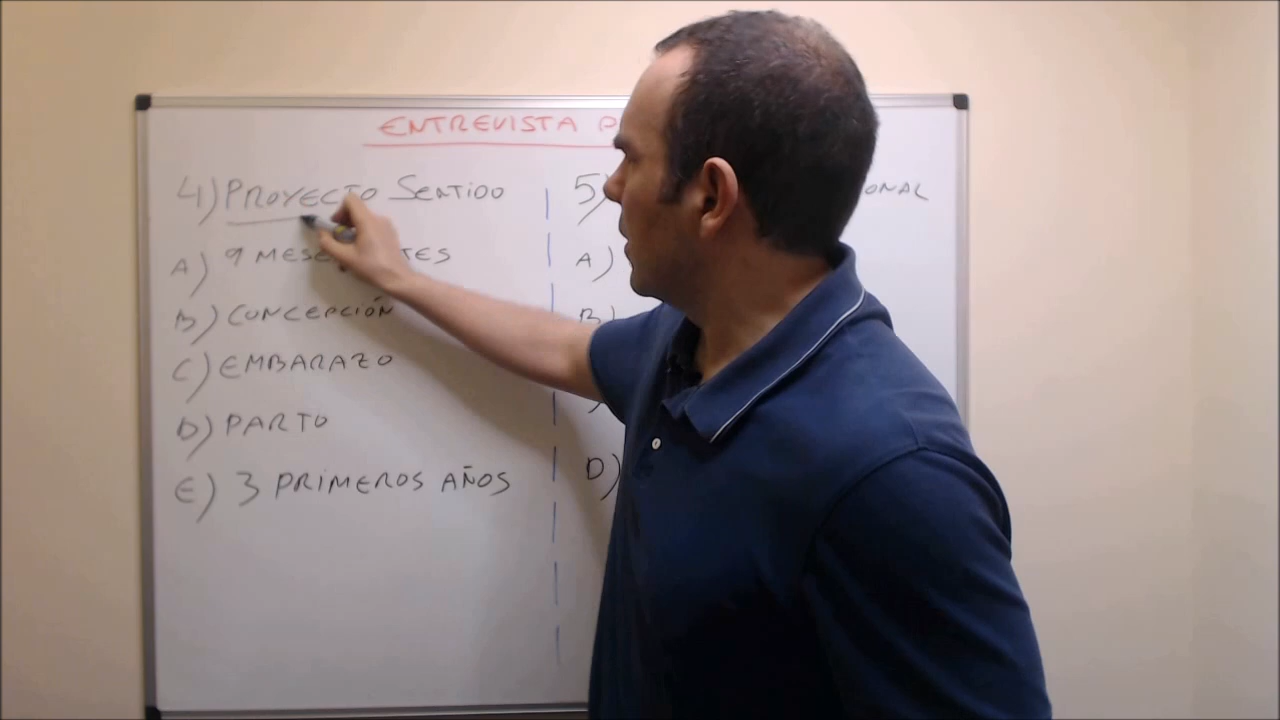 ENTREVISTA
4) PROYECTO SENTIDO
A) 9 MESES
B) CONCEPCIÓN
C) EMBARAZO
D) PARTO
E) 3 PRIMEROS AÑOS
5)
A)
B)
D)